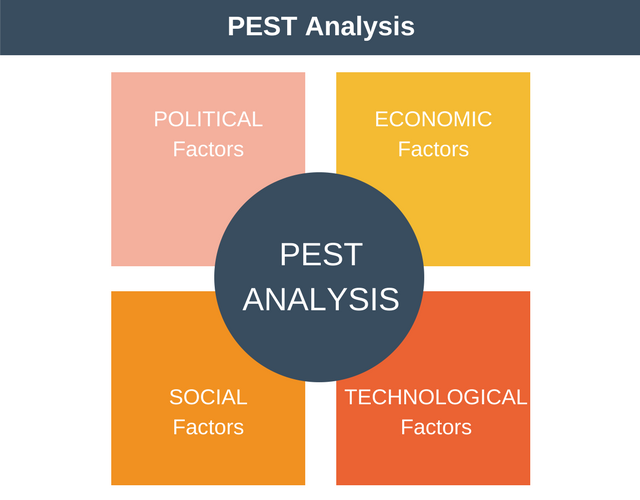 PEST Analysis
POLITICAL
Factors
ECONOMIC
Factors
PEST
ANALYSIS
SOCIAL
Factors
TECHNOLOGICAL
Factors